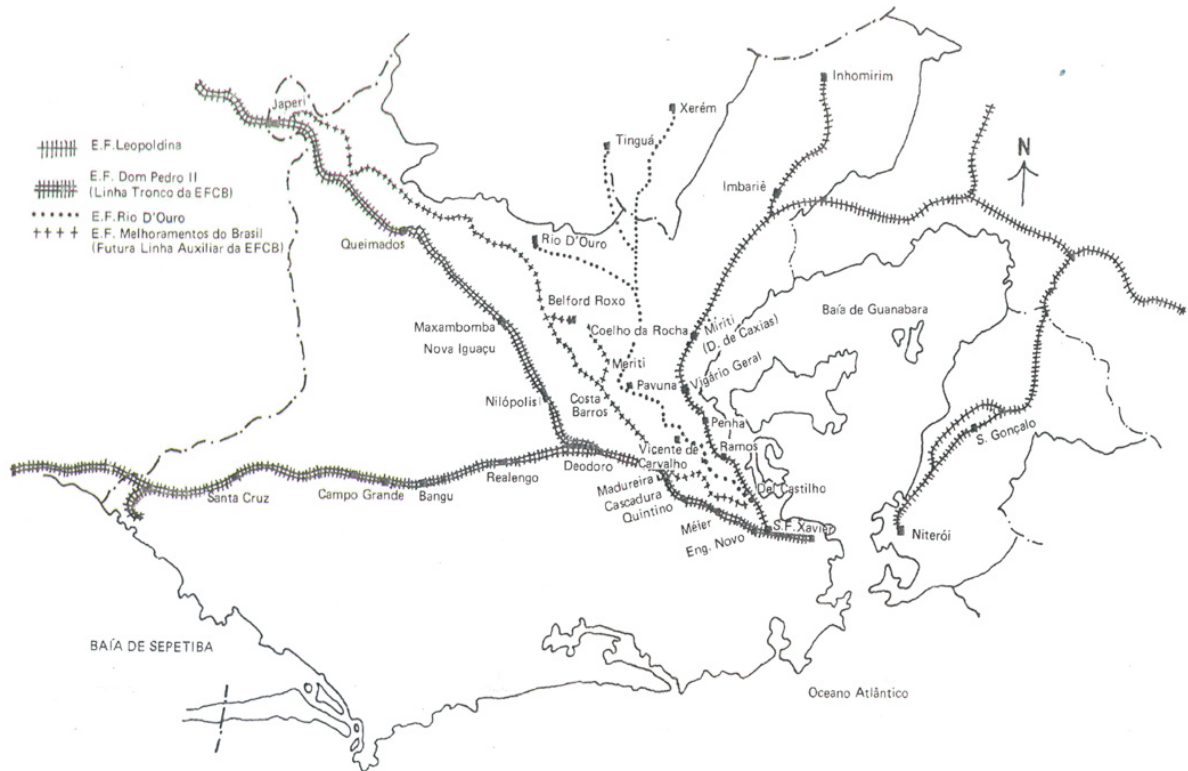 E.F.Leopoldina
E.F. Dom Pedro II
(Linha Tronco da EFCB)
E.F.Rio D'Ouro
E.F. Melhoramentos do Brasil
(Futura Linha Auxiliar da EFCB)
Japeri
Inhomirim
Xerém
Tinguá
N
Imbariê
Queimados
Rio D'Ouro
Belford Roxo
Coelho da Rocha
Miriti
(D. de Caxias)
Baía de Guanabara
Maxambomba
Nova Iguaçu
Meriti
Pavuna
Vigário Geral
Nilópolis
Costa
Barros
Penha
Ramos
S. Gonçalo
Vicente de
Carvalho
Deodoro
Realengo
Santa Cruz
Campo Grande
Bangu
Madureira
Cascadura
Quintino
Del Castilho
Méier
Eng. Novo
S.F.Xavier
Niterói
BAÍA DE SEPETIBA
Oceano Atlântico